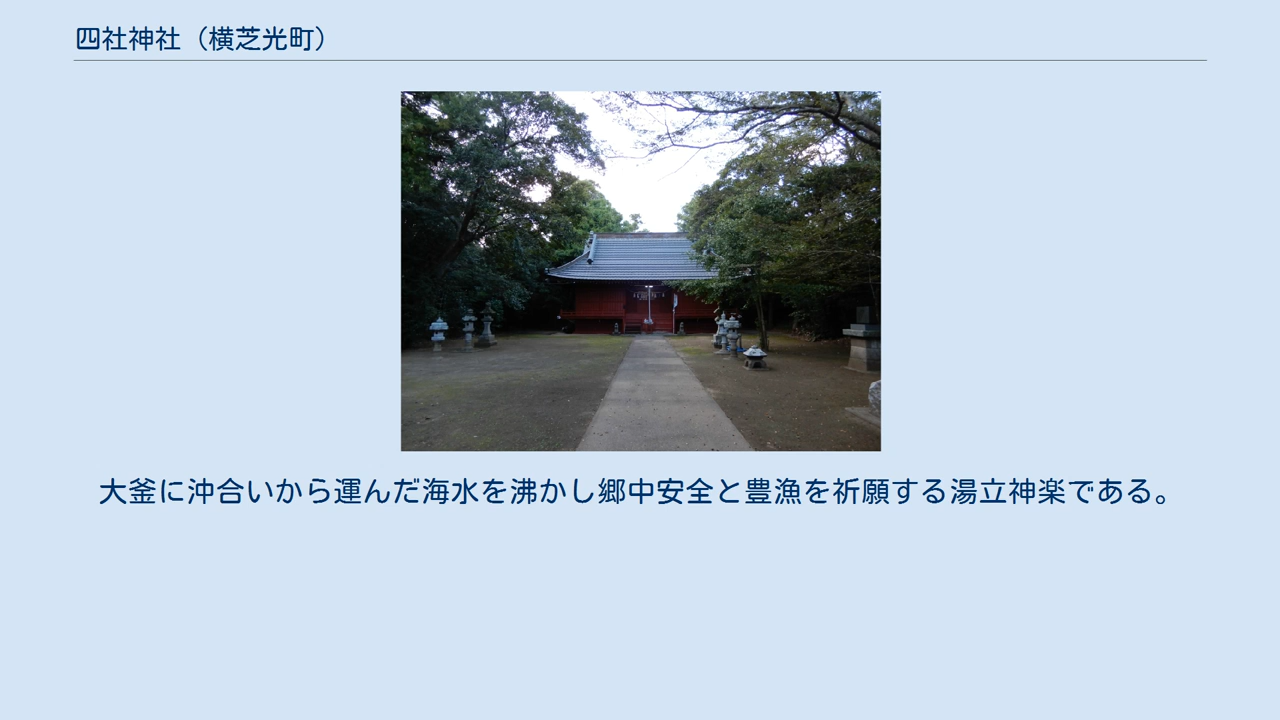 四社神社（横芝光町）
大釜に沖合いから運んだ海水を沸かし郷中安全と豊漁を祈願する湯立神楽である。